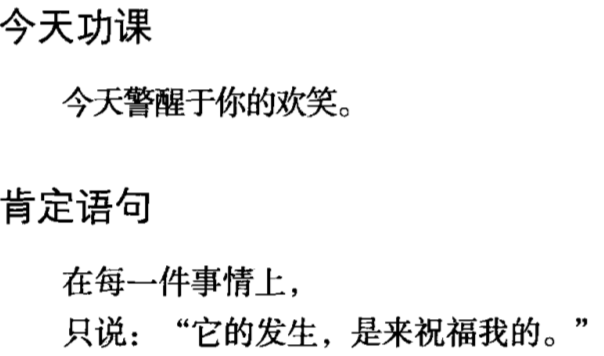 今天功课
今天警醒于你的欢笑。
肯定语句
在每一件事情上，
只说：“它的发生，是来祝福我的。”